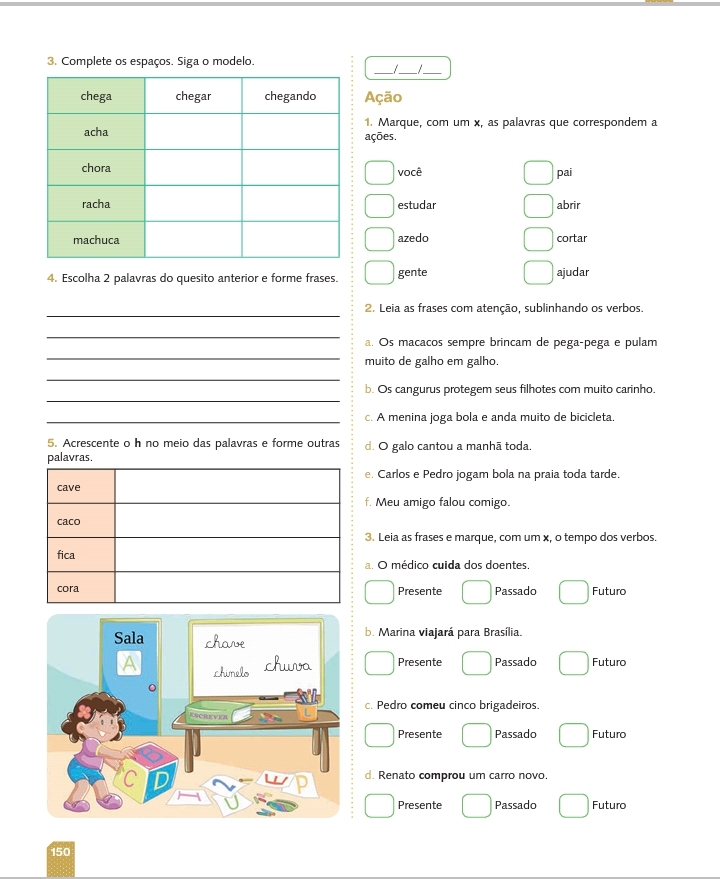 3. Complete os espaços. Siga o modelo.
chega chegar chegando
acha
chora
racha
machuca
4. Escolha 2 palavras do quesito anterior e forme frases.
5. Acrescente o h no meio das palavras e forme outras
palavras.
cave
caco
fica
cora
Sala
A
chave
chinelo
chuva
ESCREVER
L
B
C D
I U 2 E P
150
___/___/___
Ação
1. Marque, com um x, as palavras que correspondem a
ações.
você pai
estudar abrir
azedo cortar
gente ajudar
2. Leia as frases com atenção, sublinhando os verbos.
a. Os macacos sempre brincam de pega-pega e pulam
muito de galho em galho.
b. Os cangurus protegem seus filhotes com muito carinho.
c. A menina joga bola e anda muito de bicicleta.
d. O galo cantou a manhã toda.
e. Carlos e Pedro jogam bola na praia toda tarde.
f. Meu amigo falou comigo.
3. Leia as frases e marque, com um x, o tempo dos verbos.
a. O médico cuida dos doentes.
Presente Passado Futuro
b. Marina viajará para Brasília.
Presente Passado Futuro
c. Pedro comeu cinco brigadeiros.
Presente Passado Futuro
d. Renato comprou um carro novo.
Presente Passado Futuro